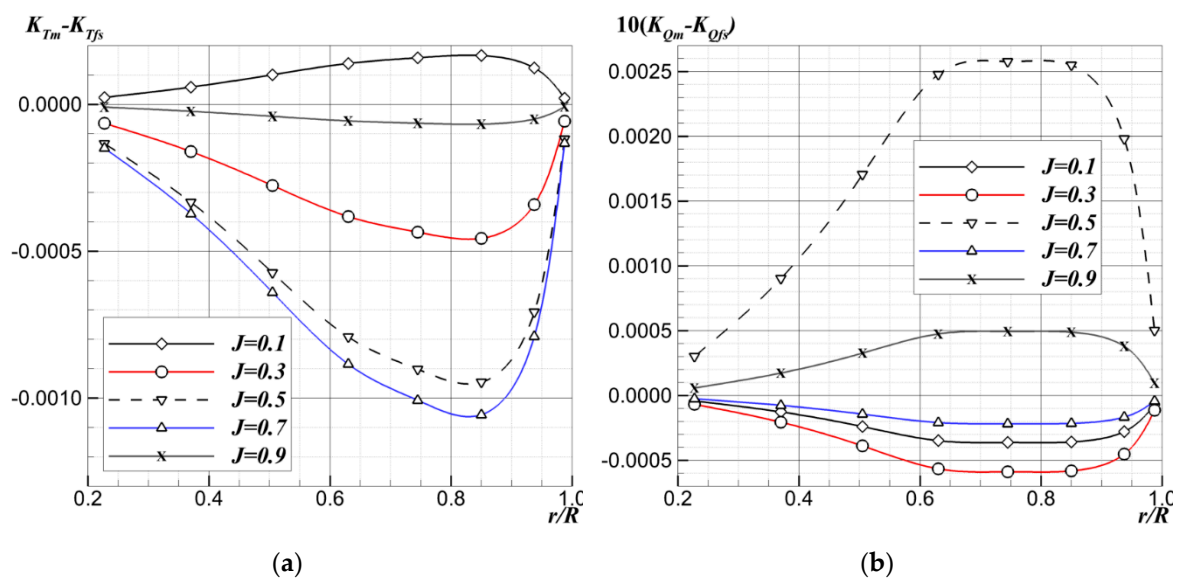 K_Tm-K_Tfs
0.0000
-0.0005
-0.0010
J=0.1
J=0.3
J=0.5
J=0.7
J=0.9
0.2 0.4 0.6 0.8 1.0
r/R
(a)
10(K_Qm-K_Qfs)
0.0025
0.0020
0.0015
0.0010
0.0005
0.0000
-0.0005
J=0.1
J=0.3
J=0.5
J=0.7
J=0.9
0.2 0.4 0.6 0.8 1.0
r/R
(b)